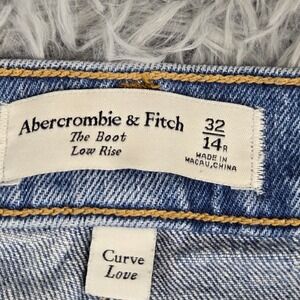 Abercrombie & Fitch
The Boot
Low Rise
32
14R
MADE IN
MACAU, CHINA
Curve
Love